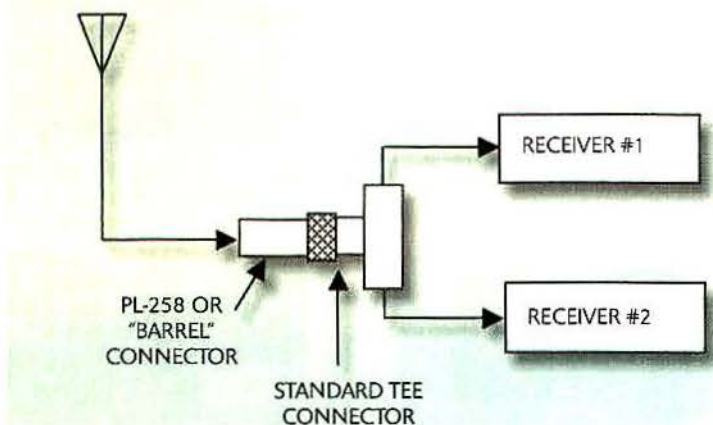 RECEIVER #1
RECEIVER #2
PL-258 OR
"BARREL"
CONNECTOR
STANDARD TEE
CONNECTOR